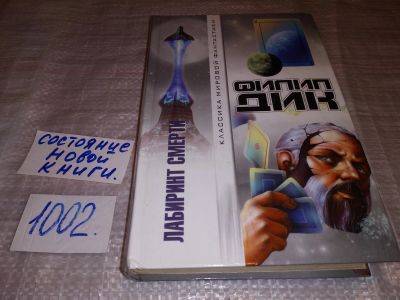 СОСТОЯНИЕ
НОВОЙ
КНИГИ.
1002.
ЛАБИРИНТ СМЕРТИ
КЛАССИКА МИРОВОЙ ФАНТАСТИКИ
ФИЛИП
ДИК